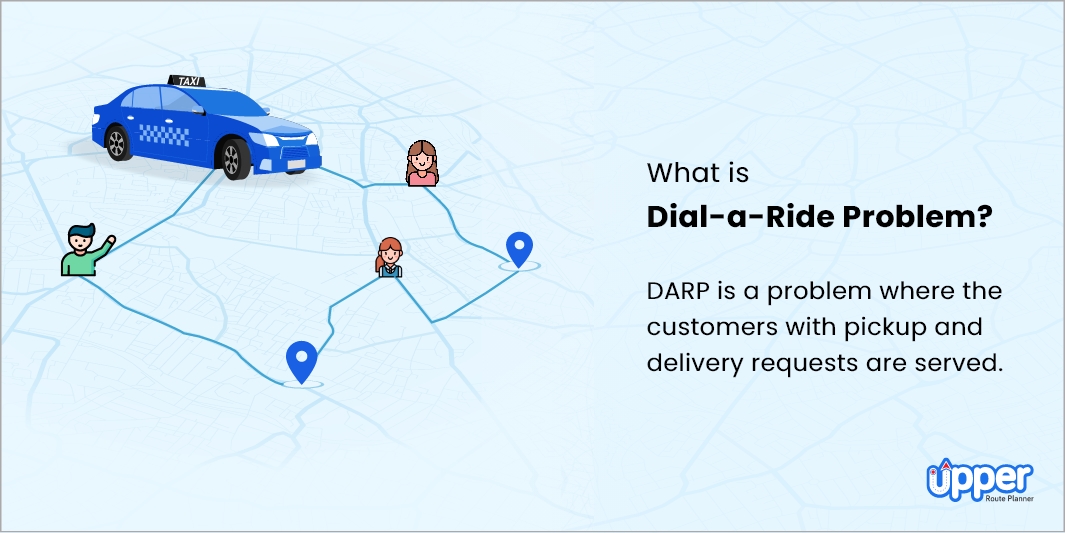 TAXI
What is
Dial-a-Ride Problem?
DARP is a problem where the
customers with pickup and
delivery requests are served.
upper
Route Planner